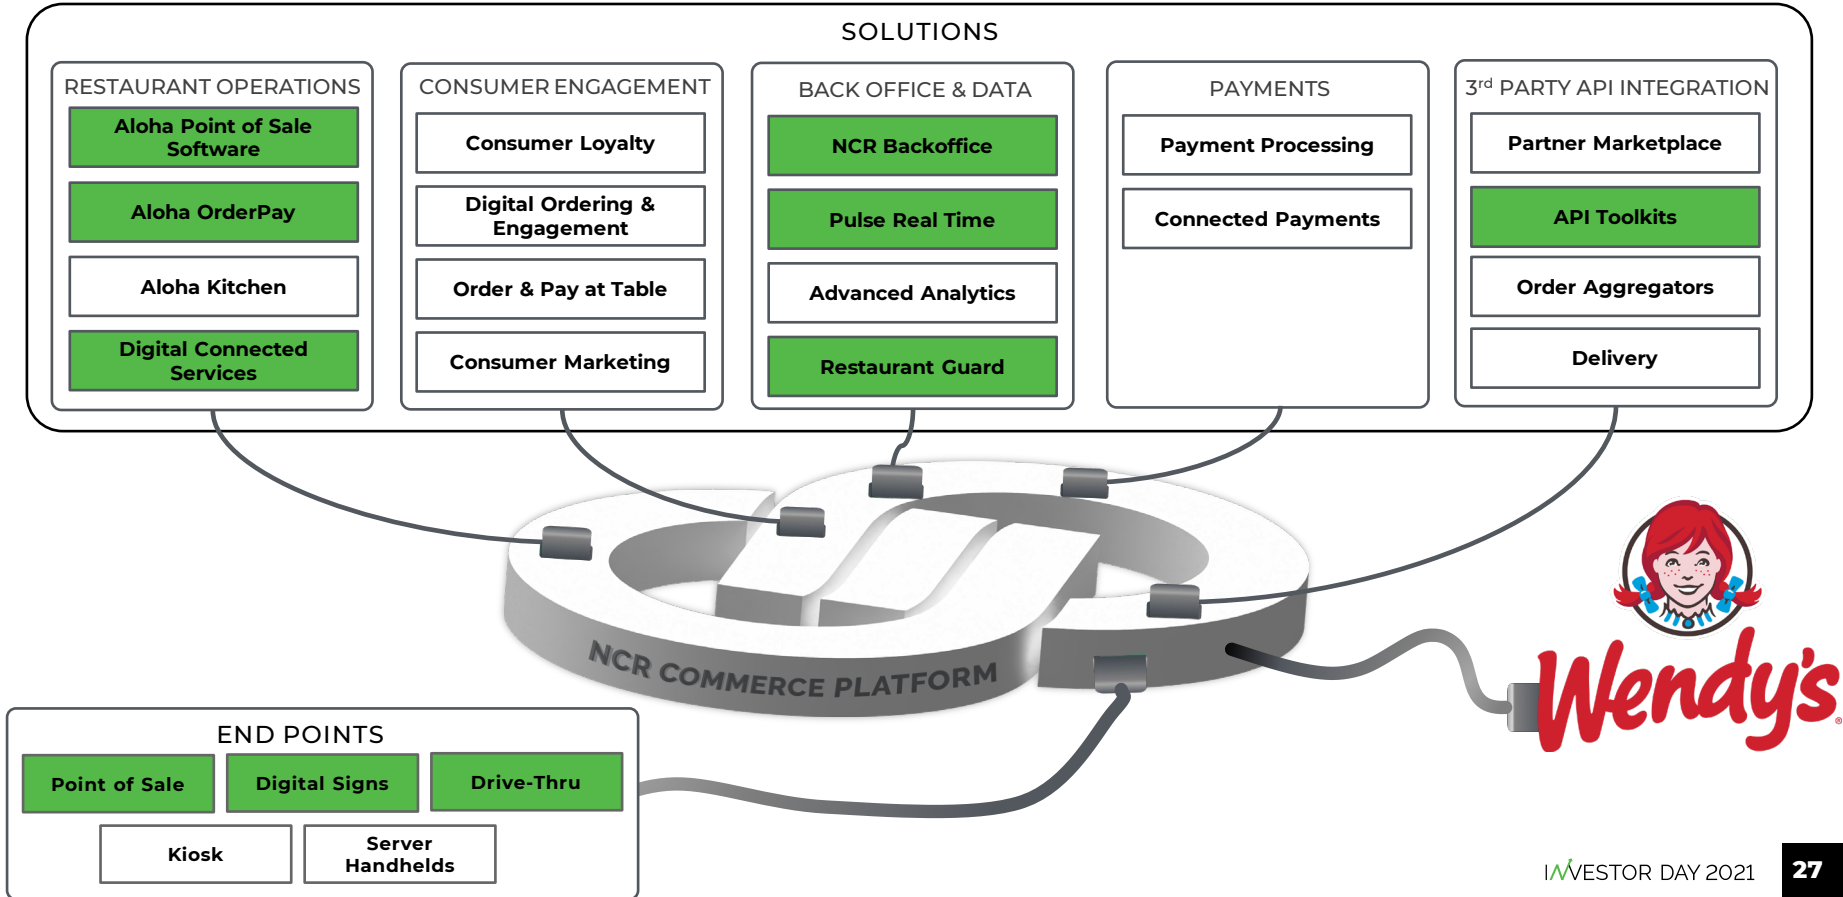 SOLUTIONS
RESTAURANT OPERATIONS
Aloha Point of Sale
Software
Aloha OrderPay
Aloha Kitchen
Digital Connected
Services
CONSUMER ENGAGEMENT
Consumer Loyalty
Digital Ordering &
Engagement
Order & Pay at Table
Consumer Marketing
BACK OFFICE & DATA
NCR Backoffice
Pulse Real Time
Advanced Analytics
Restaurant Guard
PAYMENTS
Payment Processing
Connected Payments
3rd PARTY API INTEGRATION
Partner Marketplace
API Toolkits
Order Aggregators
Delivery
NCR COMMERCE PLATFORM
Wendy's®
END POINTS
Point of Sale
Digital Signs
Drive-Thru
Kiosk
Server
Handhelds
INVESTOR DAY 2021
27